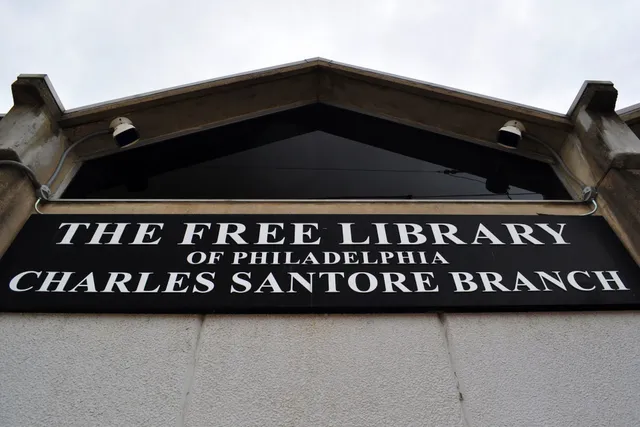 THE FREE LIBRARY
OF PHILADELPHIA
CHARLES SANTORE BRANCH